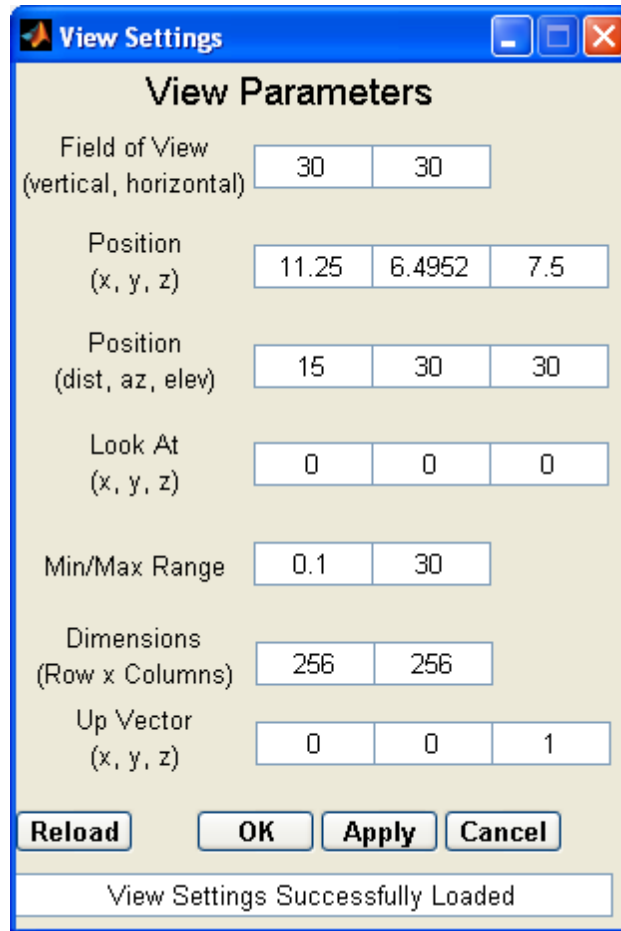 View Settings
View Parameters
Field of View
(vertical, horizontal)
30 30
Position
(x, y, z)
11.25 6.4952 7.5
Position
(dist, az, elev)
15 30 30
Look At
(x, y, z)
0 0 0
Min/Max Range 0.1 30
Dimensions
(Row x Columns)
256 256
Up Vector
(x, y, z)
0 0 1
Reload OK Apply Cancel
View Settings Successfully Loaded